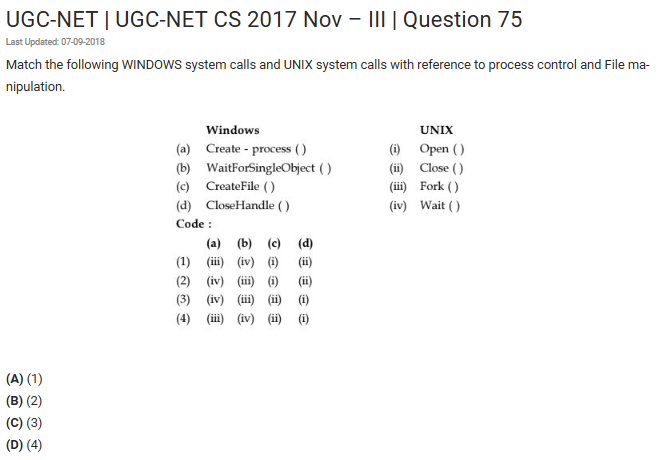 UGC-NET | UGC-NET CS 2017 Nov – III | Question 75
Last Updated: 07-09-2018
Match the following WINDOWS system calls and UNIX system calls with reference to process control and File ma-
nipulation.
Windows UNIX
(a) Create - process ( ) (i) Open ( )
(b) WaitForSingleObject ( ) (ii) Close ( )
(c) CreateFile ( ) (iii) Fork ( )
(d) CloseHandle ( ) (iv) Wait ( )
Code :
(a) (b) (c) (d)
(1) (iii) (iv) (i) (ii)
(2) (iv) (iii) (i) (ii)
(3) (iv) (iii) (ii) (i)
(4) (iii) (iv) (ii) (i)
(A) (1)
(B) (2)
(C) (3)
(D) (4)